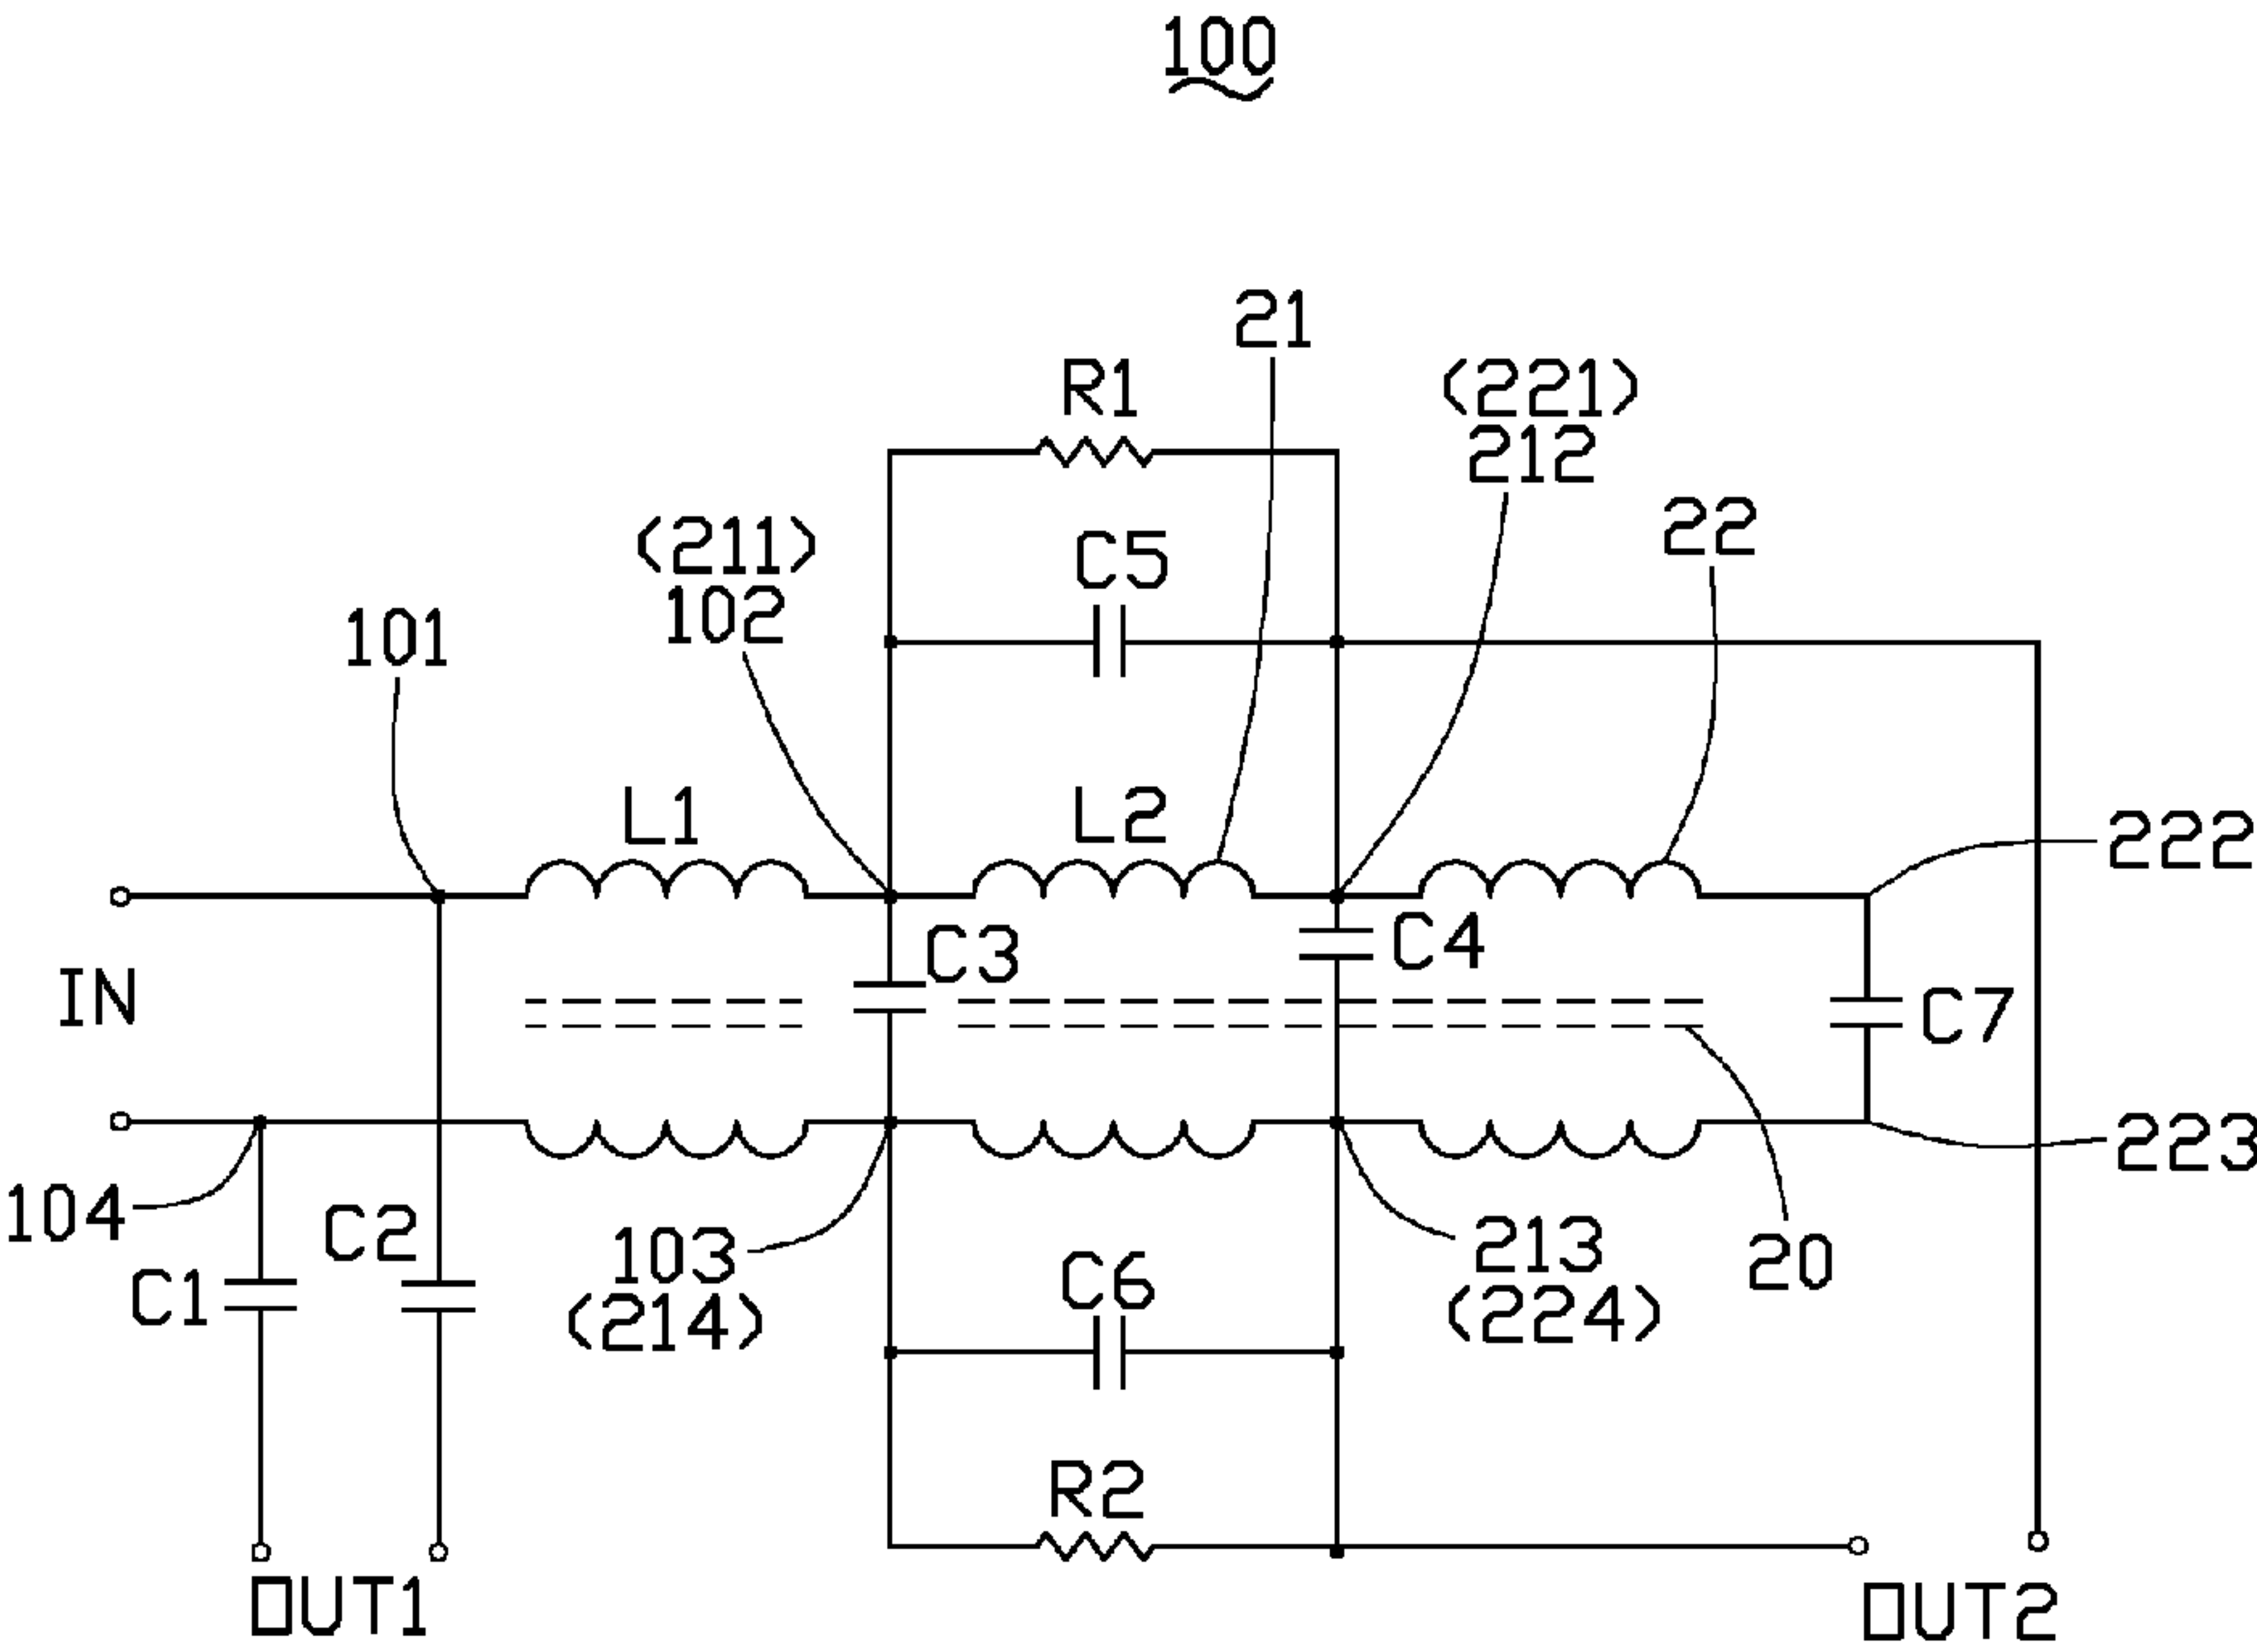 100
21
R1
(221)
212
22
(211)
102
C5
101
L1
L2
222
C3
C4
IN
C7
104
C2
C1
103
(214)
C6
213
(224)
20
223
R2
OUT1
OUT2